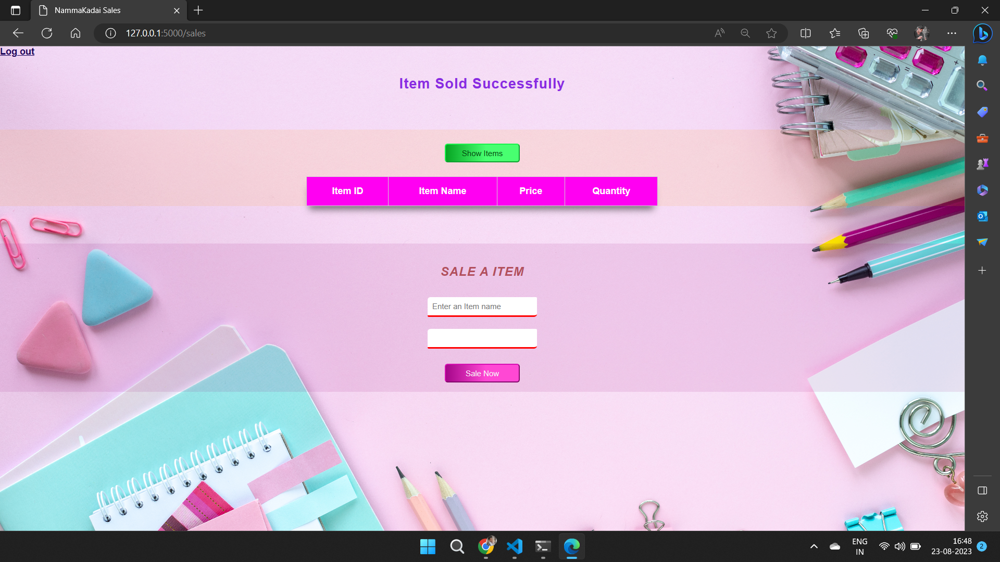 NammaKadai Sales
127.0.0.1:5000/sales
Log out
Item Sold Successfully
Show Items
Item ID Item Name Price Quantity
SALE A ITEM
Enter an Item name
Sale Now
ENG
IN
16:48
23-08-2023
2